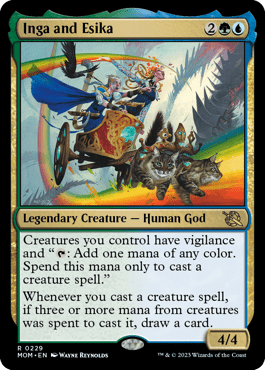 Inga and Esika 2
Legendary Creature — Human God
Creatures you control have vigilance
and “T: Add one mana of any color.
Spend this mana only to cast a
creature spell.”
Whenever you cast a creature spell,
if three or more mana from creatures
was spent to cast it, draw a card.
4/4
R 0229
MOM • EN WAYNE REYNOLDS
™ & © 2023 Wizards of the Coast